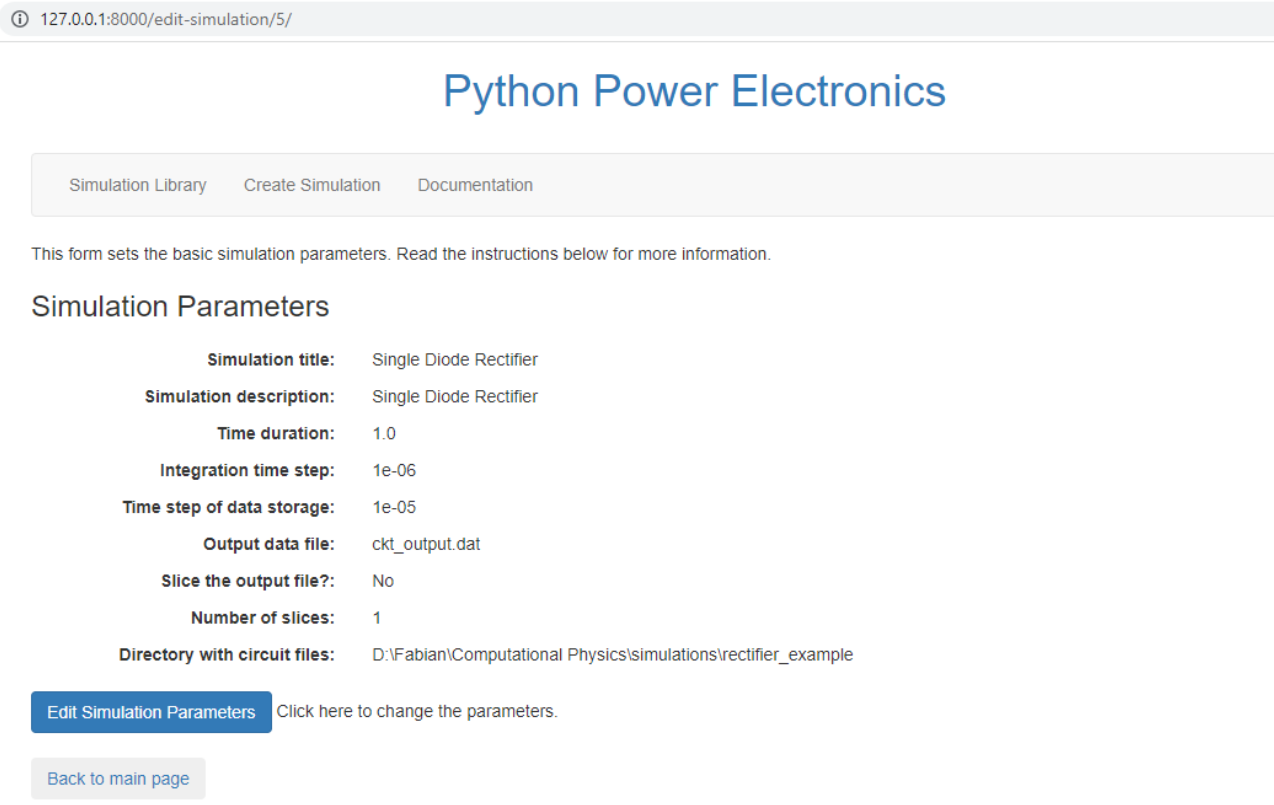 127.0.0.1:8000/edit-simulation/5/
Python Power Electronics
Simulation Library Create Simulation Documentation
This form sets the basic simulation parameters. Read the instructions below for more information.
Simulation Parameters
Simulation title: Single Diode Rectifier
Simulation description: Single Diode Rectifier
Time duration: 1.0
Integration time step: 1e-06
Time step of data storage: 1e-05
Output data file: ckt_output.dat
Slice the output file?: No
Number of slices: 1
Directory with circuit files: D:\Fabian\Computational Physics\simulations\rectifier_example
Edit Simulation Parameters Click here to change the parameters.
Back to main page